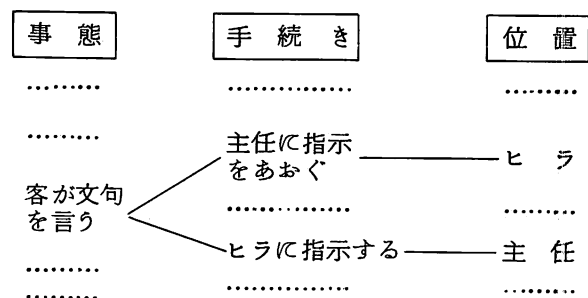 事態 手続き 位置
......... .............. .........
......... 主任に指示
をあおぐ ヒラ
客が文句
を言う .............. .........
ヒラに指示する 主任
......... .............. .........
.........